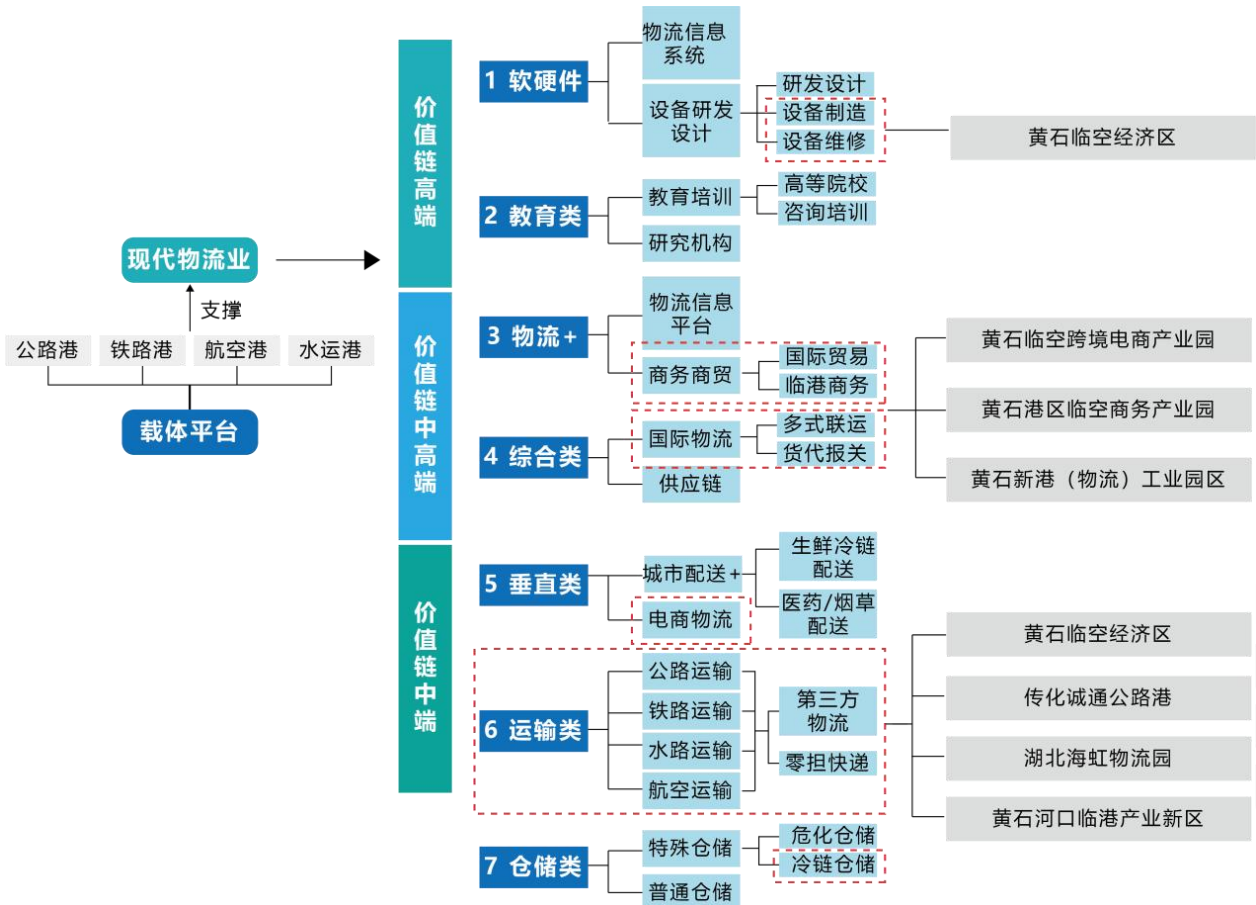 现代物流业
支撑
公路港
铁路港
航空港
水运港
载体平台
价值链高端
价值链中高端
价值链中端
1 软硬件
物流信息
系统
设备研发
设计
研发设计
设备制造
设备维修
黄石临空经济区
2 教育类
教育培训
高等院校
咨询培训
研究机构
3 物流+
物流信息
平台
商务商贸
国际贸易
临港商务
4 综合类
国际物流
多式联运
货代报关
供应链
黄石临空跨境电商产业园
黄石港区临空商务产业园
黄石新港（物流）工业园区
5 垂直类
城市配送+
生鲜冷链
配送
医药/烟草
配送
电商物流
6 运输类
公路运输
铁路运输
水路运输
航空运输
第三方
物流
零担快递
黄石临空经济区
传化诚通公路港
湖北海虹物流园
黄石河口临港产业新区
7 仓储类
特殊仓储
危化仓储
冷链仓储
普通仓储